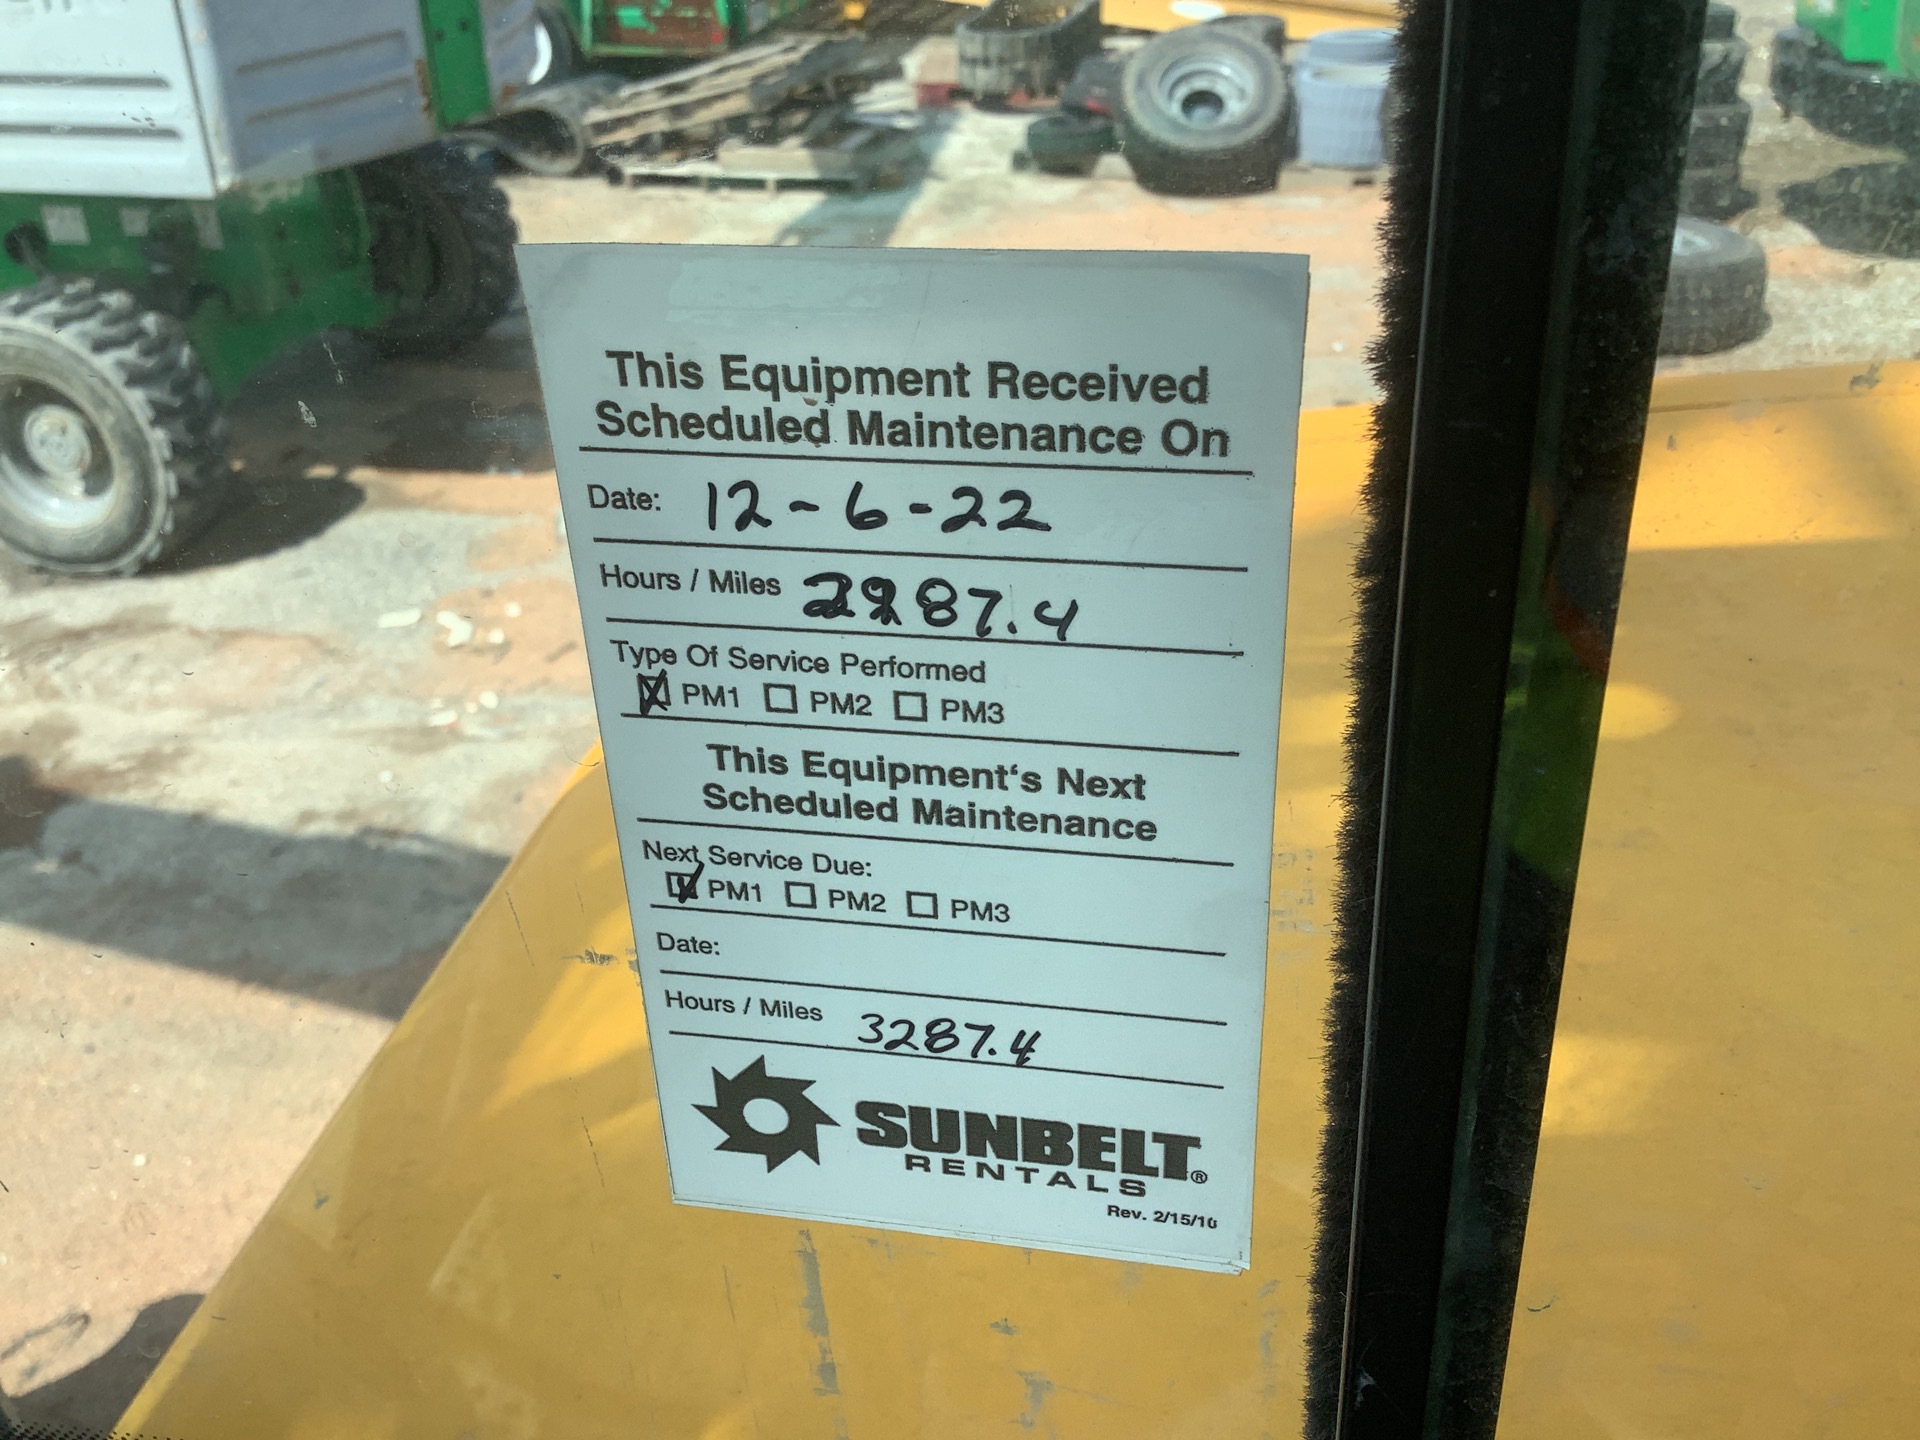 This Equipment Received
Scheduled Maintenance On
Date: 12-6-22
Hours / Miles
Type Of Service Performed
PM1 PM2 PM3
This Equipment's Next
Scheduled Maintenance
Next Service Due:
PM1 PM2 PM3
Date:
Hours / Miles 3287.4
SUNBELT®
RENTALS
Rev. 2/15/10